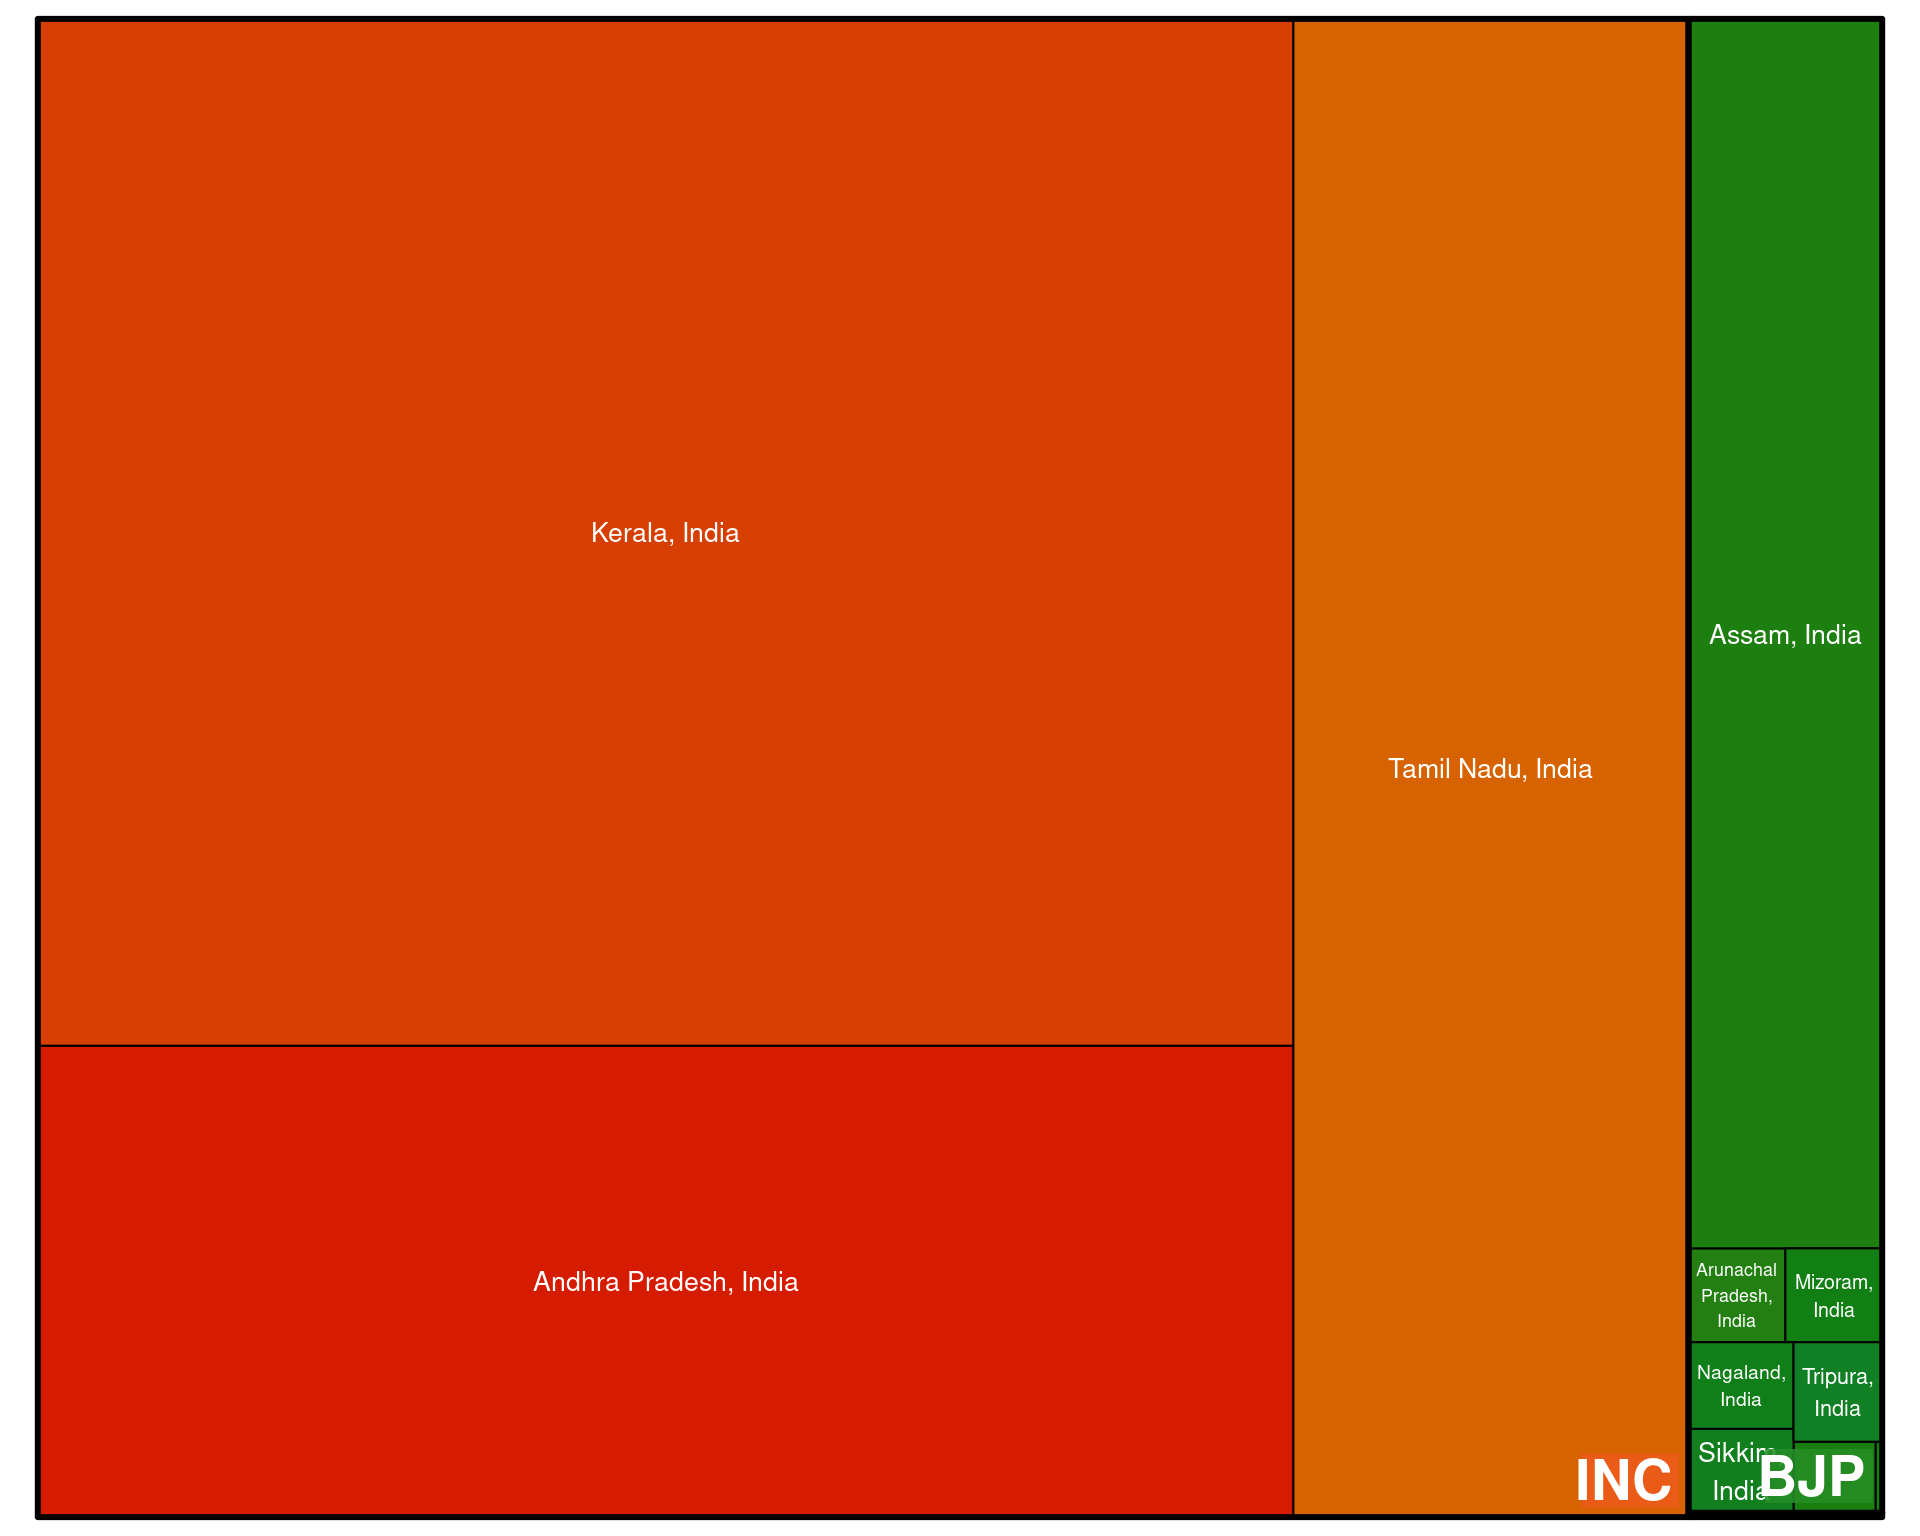 Kerala, India
Andhra Pradesh, India
Tamil Nadu, India
INC
Assam, India
Arunachal
Pradesh,
India
Mizoram,
India
Nagaland,
India
Tripura,
India
Sikkim,
India
BJP